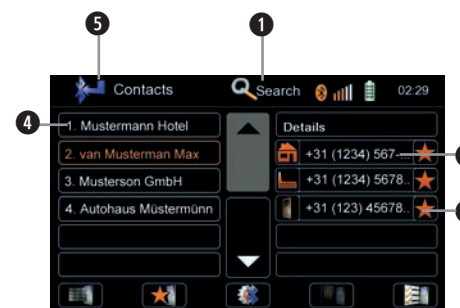 5
1
Contacts Search 02:29
4
1. Mustermann Hotel
2. van Musterman Max
3. Musterson GmbH
4. Autohaus Müstermünn
Details
+31 (1234) 567-...
+31 (1234) 5678..
+31 (123) 45678..